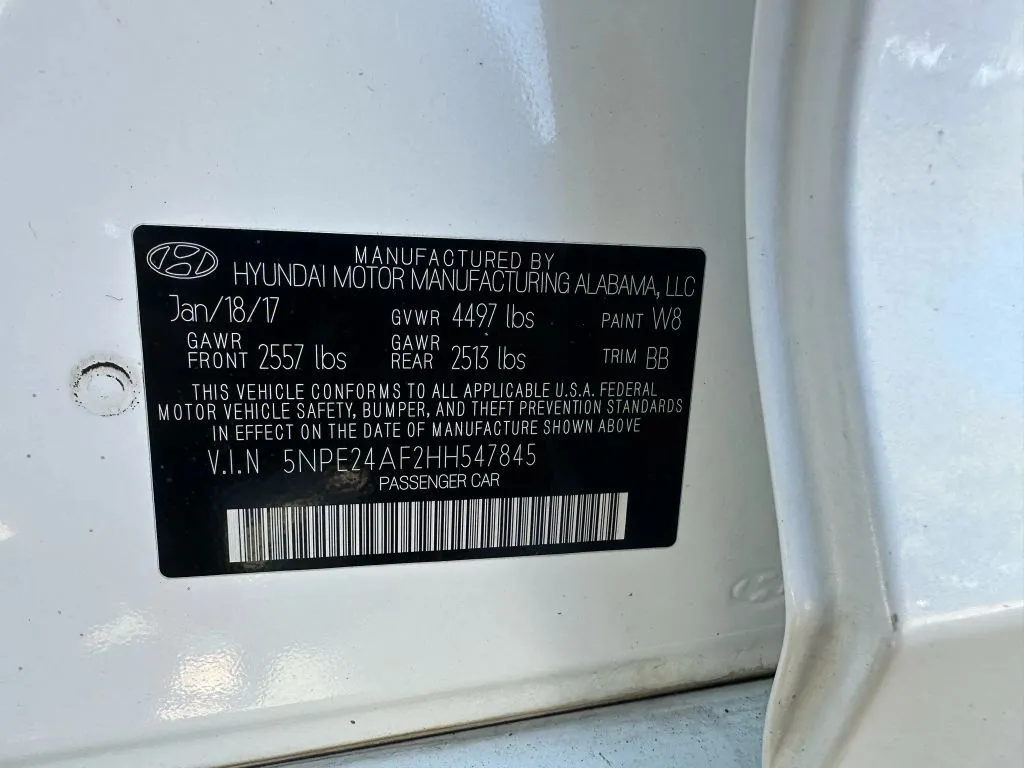 MANUFACTURED BY
HYUNDAI MOTOR MANUFACTURING ALABAMA, LLC
Jan/18/17 GVWR 4497 lbs PAINT W8
GAWR FRONT 2557 lbs GAWR REAR 2513 lbs TRIM BB
THIS VEHICLE CONFORMS TO ALL APPLICABLE U.S.A. FEDERAL
MOTOR VEHICLE SAFETY, BUMPER, AND THEFT PREVENTION STANDARDS
IN EFFECT ON THE DATE OF MANUFACTURE SHOWN ABOVE
V.I.N 5NPE24AF2HH547845
PASSENGER CAR